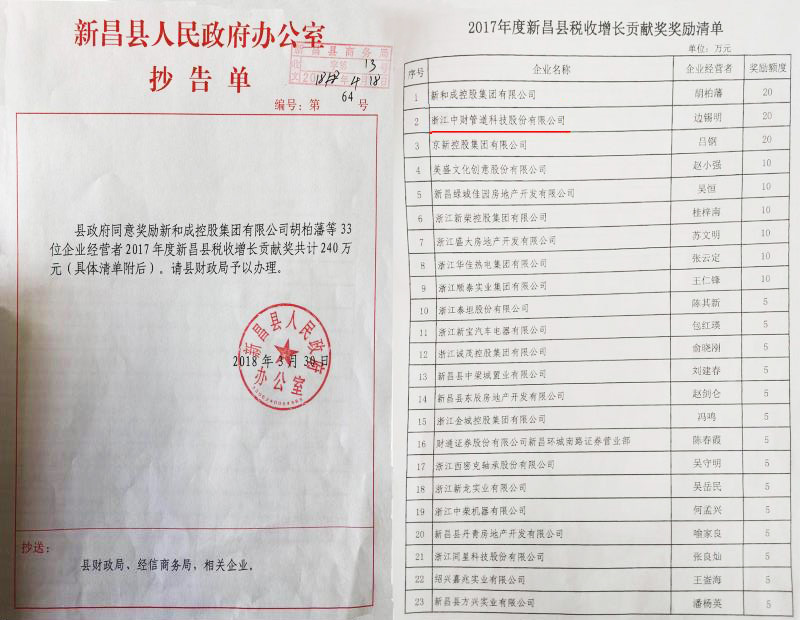 新昌县人民政府办公室
抄告单
新昌县商务局
13号
4月18日
编号：第 64 号
县政府同意奖励新和成控股集团有限公司胡柏藩等 33
位企业经营者 2017 年度新昌县税收增长贡献奖共计 240 万
元（具体清单附后）。请县财政局予以办理。
新昌县人民政府办公室
2018 年 3 月 30 日
抄送：
县财政局、经信商务局，相关企业。
2017年度新昌县税收增长贡献奖奖励清单
单位：万元
序号 企业名称 企业经营者 奖励额度
1 新和成控股集团有限公司 胡柏藩 20
2 浙江中财管道科技股份有限公司 边锡明 20
3 京新控股集团有限公司 吕钢 20
4 美盛文化创意股份有限公司 赵小强 10
5 新昌绿城佳园房地产开发有限公司 吴恒 10
6 浙江新柴控股集团有限公司 桂梓南 10
7 浙江盛大房地产开发有限公司 苏文明 10
8 浙江华佳热电集团有限公司 张云定 10
9 浙江顺泰实业集团有限公司 王仁锋 10
10 浙江泰坦股份有限公司 陈其新 5
11 浙江新宝汽车电器有限公司 包红瑛 5
12 浙江诚茂控股集团有限公司 俞晓刚 5
13 新昌县中梁城置业有限公司 刘建春 5
14 新昌县东辰房地产开发有限公司 赵剑仑 5
15 浙江金城控股集团有限公司 冯鸣 5
16 财通证券股份有限公司新昌环城南路证券营业部 陈春霞 5
17 浙江西密克轴承股份有限公司 吴守明 5
18 浙江新龙实业有限公司 吴岳民 5
19 浙江中柴机器有限公司 何孟兴 5
20 新昌县丹青房地产开发有限公司 喻家良 5
21 浙江同星科技股份有限公司 张良灿 5
22 绍兴嘉兆实业有限公司 王崟海 5
23 新昌县方兴实业有限公司 潘杨英 5